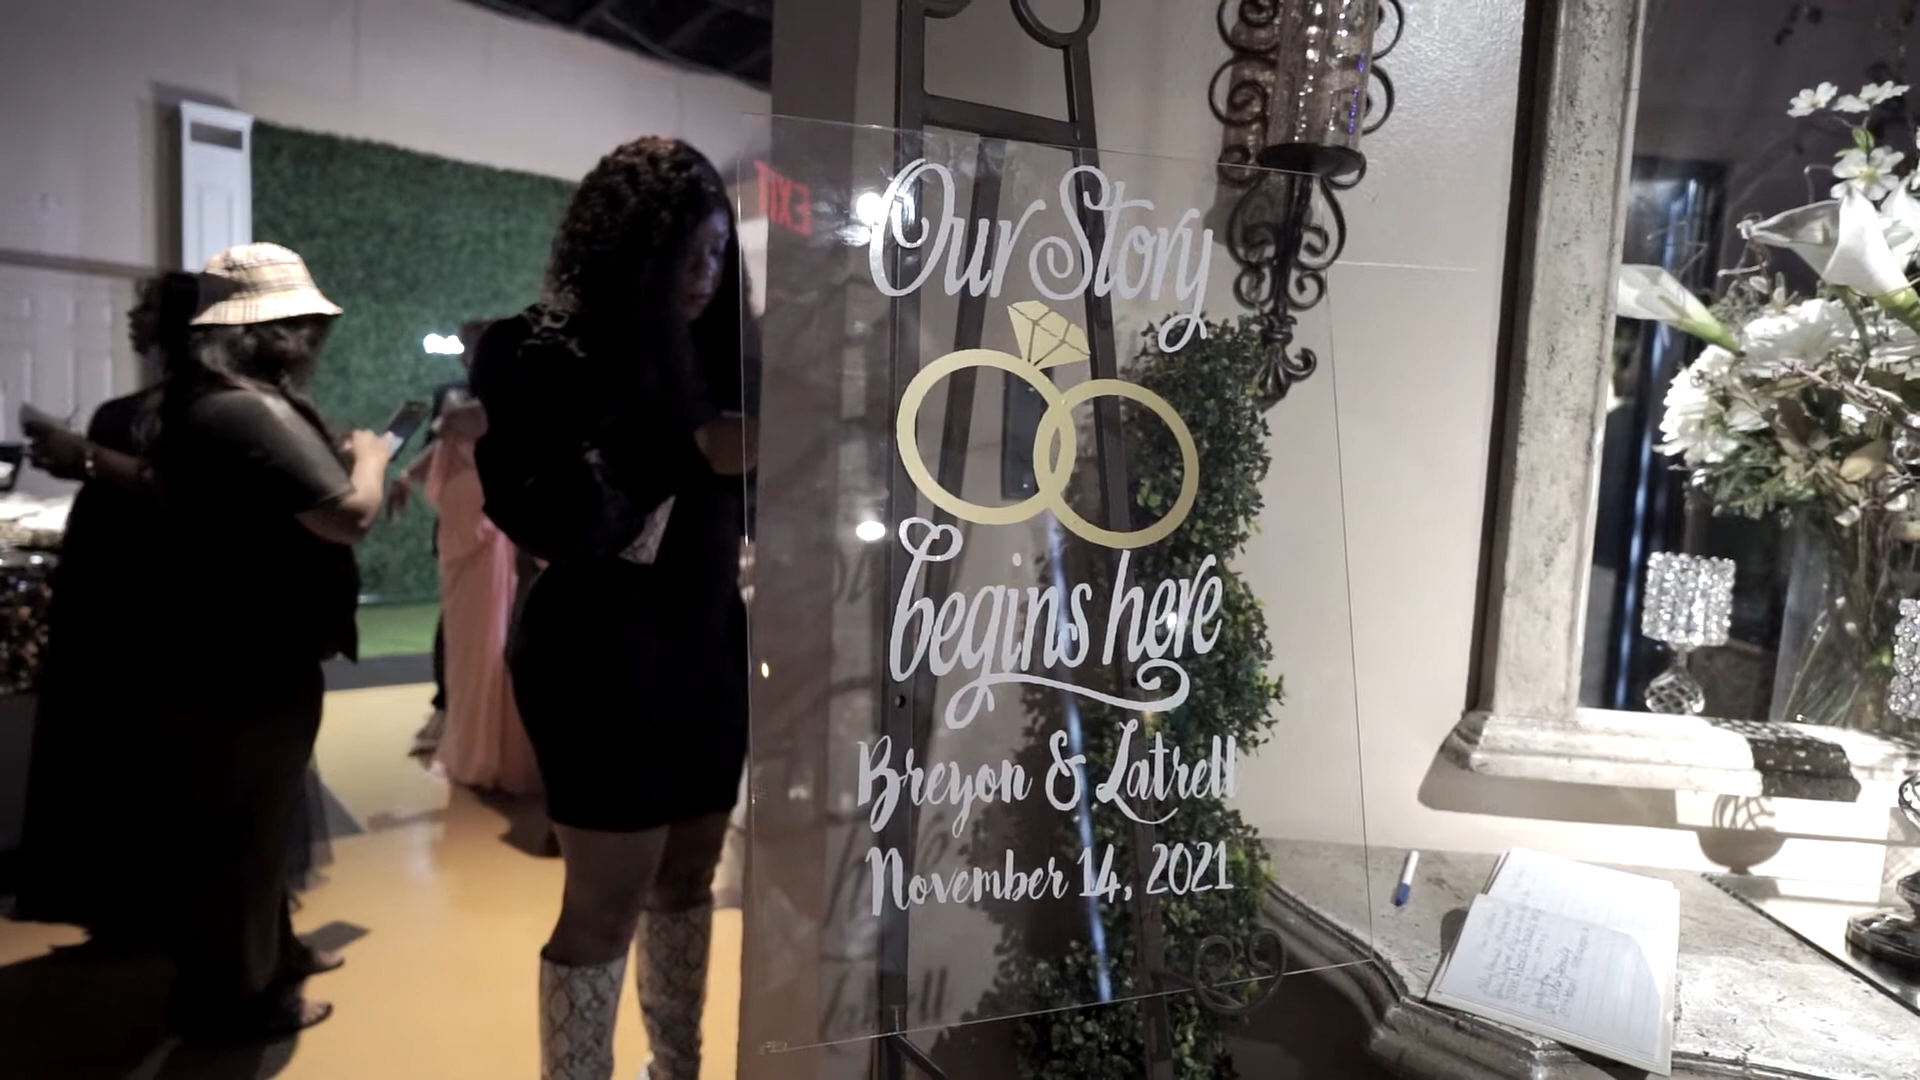 Our Story
begins here
Breyon & Latrell
November 14, 2021
EXIT